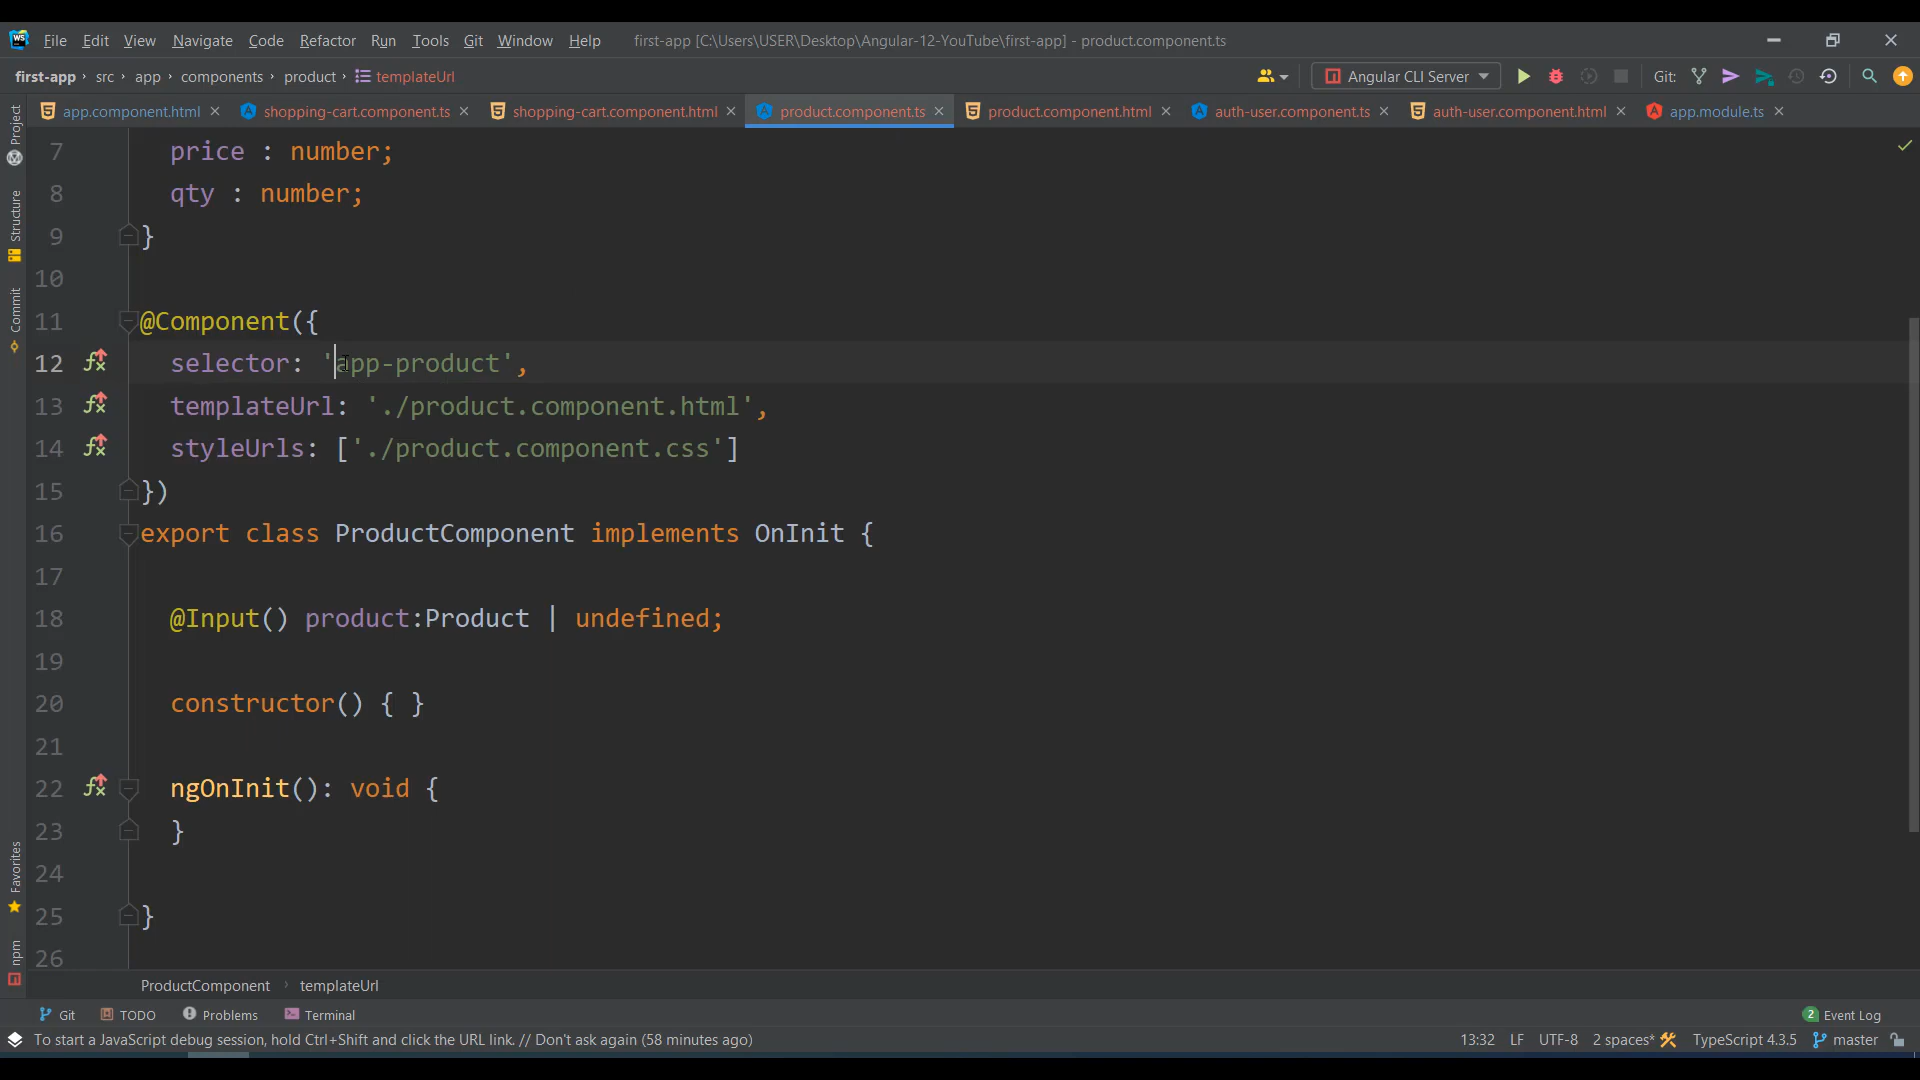 WS File Edit View Navigate Code Refactor Run Tools Git Window Help first-app [C:\Users\USER\Desktop\Angular-12-YouTube\first-app] - product.component.ts
first-app › src › app › components › product › templateUrl Angular CLI Server Git:
app.component.html shopping-cart.component.ts shopping-cart.component.html product.component.ts product.component.html auth-user.component.ts auth-user.component.html app.module.ts
Project
Structure
Commit
Favorites
npm
7 price : number;
8 qty : number;
9 }
10
11 @Component({
12 selector: 'app-product',
13 templateUrl: './product.component.html',
14 styleUrls: ['./product.component.css']
15 })
16 export class ProductComponent implements OnInit {
17
18 @Input() product:Product | undefined;
19
20 constructor() { }
21
22 ngOnInit(): void {
23 }
24
25 }
26
ProductComponent › templateUrl
Git TODO Problems Terminal 2 Event Log
To start a JavaScript debug session, hold Ctrl+Shift and click the URL link. // Don't ask again (58 minutes ago) 13:32 LF UTF-8 2 spaces* TypeScript 4.3.5 master